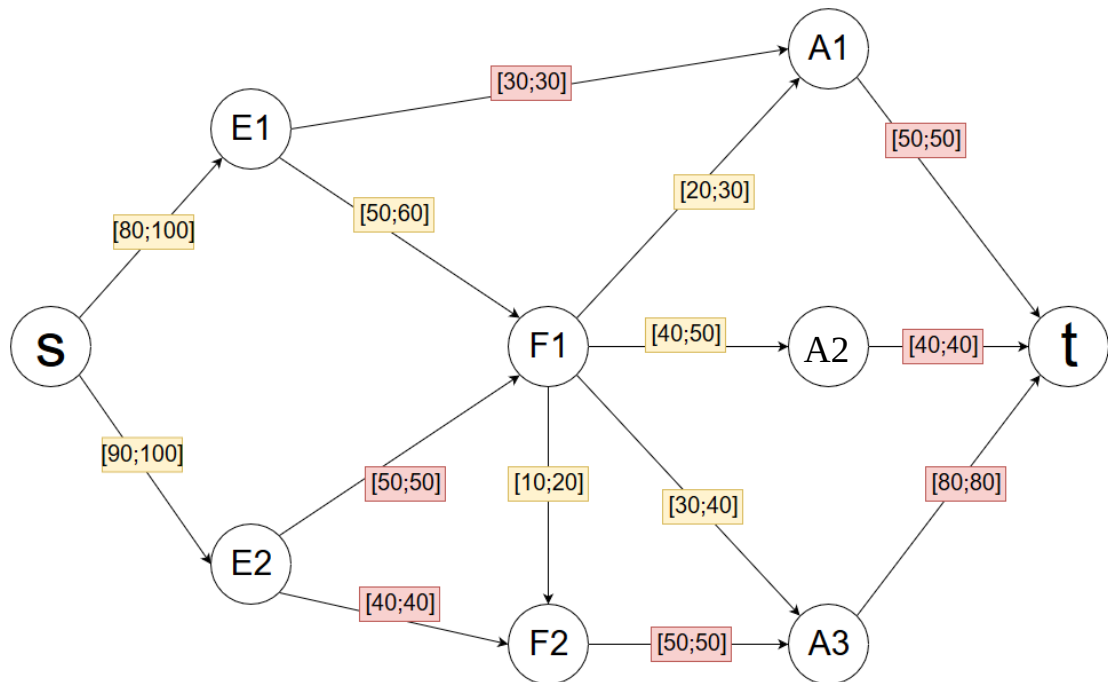 A1
[30;30]
E1
[50;50]
[20;30]
[50;60]
[80;100]
s
F1
[40;50]
A2
[40;40]
t
[90;100]
[50;50]
[10;20]
[30;40]
[80;80]
E2
[40;40]
F2
[50;50]
A3